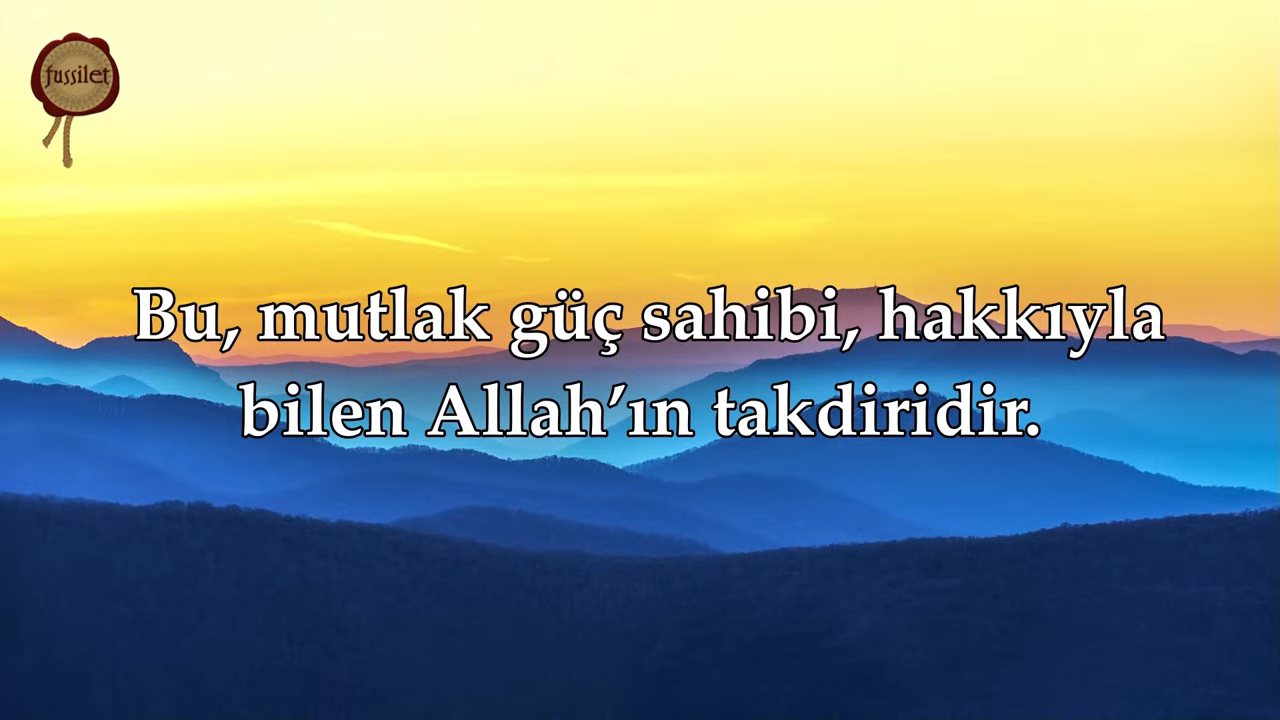 fussilet
Bu, mutlak güç sahibi, hakkıyla
bilen Allah’ın takdiridir.